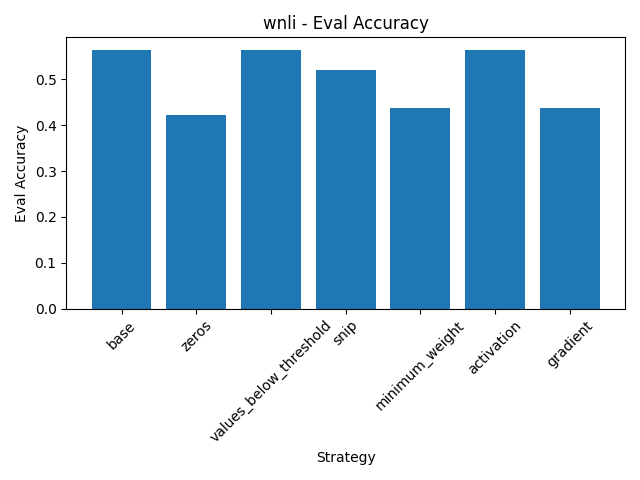 wnli - Eval Accuracy
Eval Accuracy
0.5
0.4
0.3
0.2
0.1
0.0
base
zeros
values_below_threshold
snip
minimum_weight
activation
gradient
Strategy